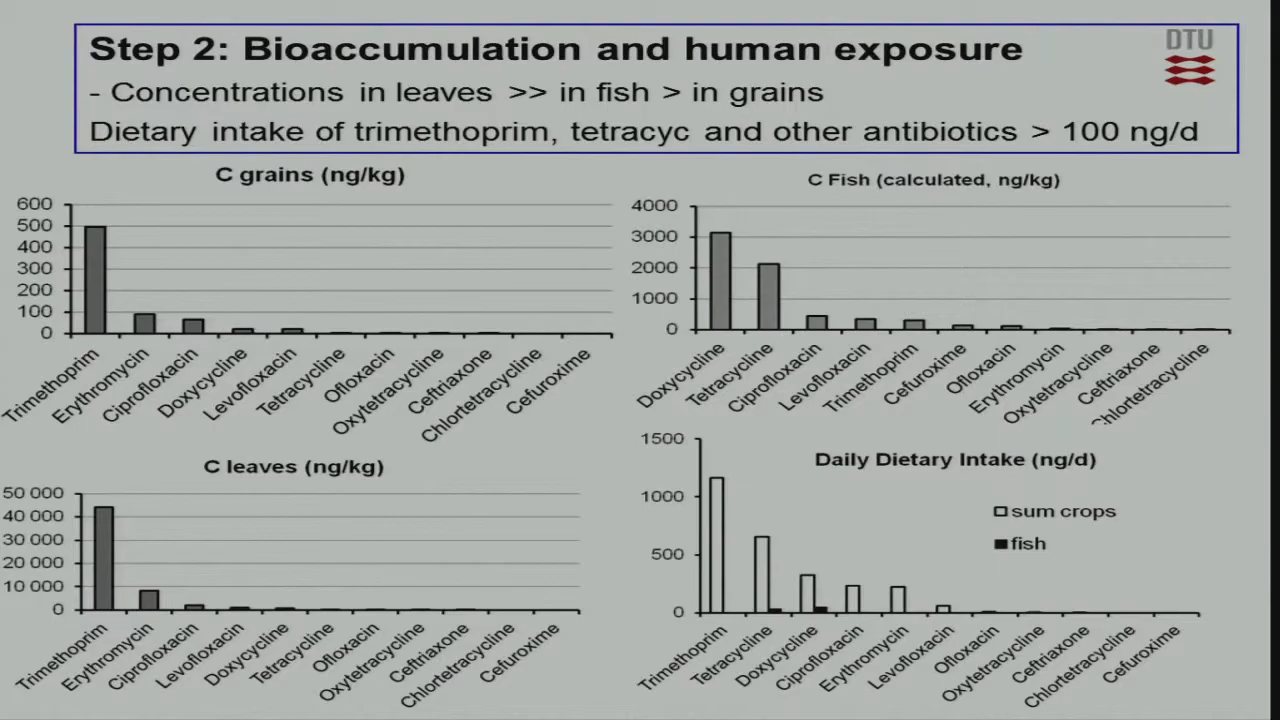 Step 2: Bioaccumulation and human exposure
DTU
- Concentrations in leaves >> in fish > in grains
Dietary intake of trimethoprim, tetracyc and other antibiotics > 100 ng/d
C grains (ng/kg)
600
500
400
300
200
100
0
Trimethoprim
Erythromycin
Ciprofloxacin
Doxycycline
Levofloxacin
Tetracycline
Ofloxacin
Oxytetracycline
Ceftriaxone
Chlortetracycline
Cefuroxime
C Fish (calculated, ng/kg)
4000
3000
2000
1000
0
Doxycycline
Tetracycline
Ciprofloxacin
Levofloxacin
Trimethoprim
Cefuroxime
Ofloxacin
Erythromycin
Oxytetracycline
Ceftriaxone
Chlortetracycline
C leaves (ng/kg)
50 000
40 000
30 000
20 000
10 000
0
Trimethoprim
Erythromycin
Ciprofloxacin
Levofloxacin
Doxycycline
Tetracycline
Ofloxacin
Oxytetracycline
Ceftriaxone
Chlortetracycline
Cefuroxime
Daily Dietary Intake (ng/d)
1500
1000
500
0
sum crops
fish
Trimethoprim
Tetracycline
Doxycycline
Ciprofloxacin
Erythromycin
Levofloxacin
Ofloxacin
Oxytetracycline
Ceftriaxone
Chlortetracycline
Cefuroxime